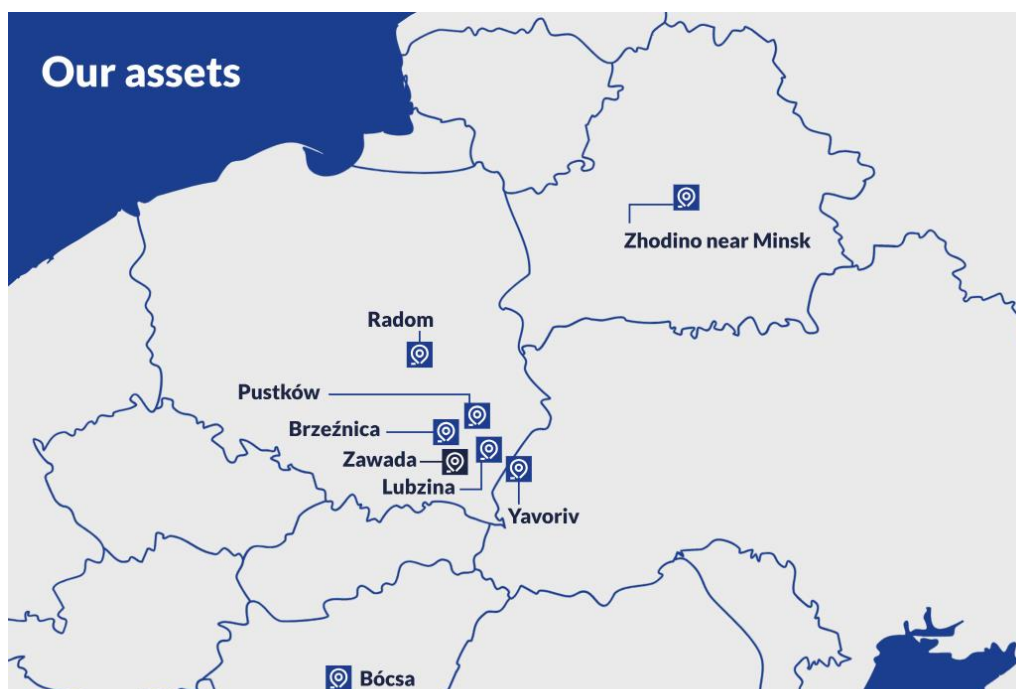 Our assets
Zhodino near Minsk
Radom
Pustków
Brzeźnica
Zawada
Lubzina
Yavoriv
Bócsa